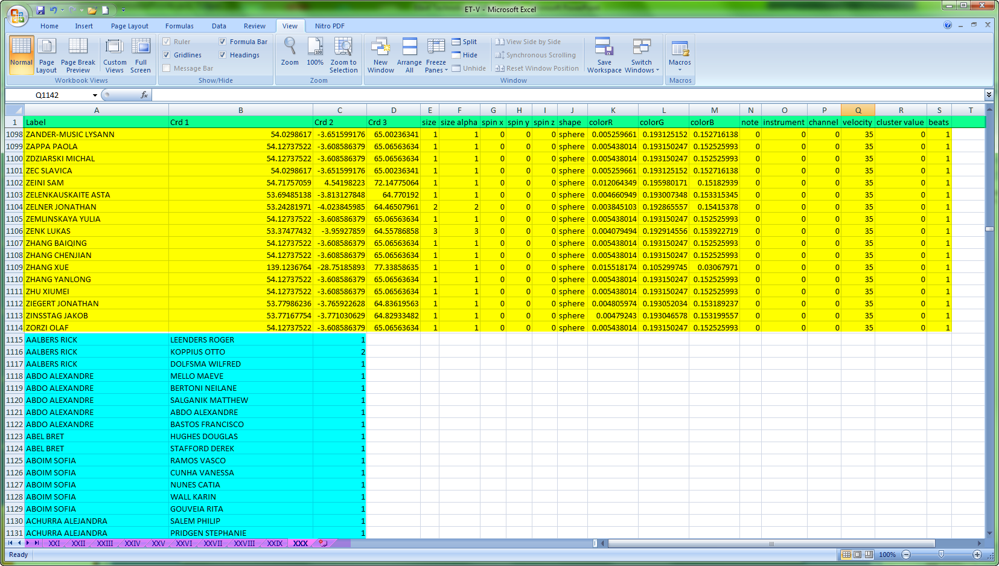 ET-V - Microsoft Excel
Home Insert Page Layout Formulas Data Review View Nitro PDF
Normal Page Layout Page Break Preview Custom Views Full Screen
Workbook Views
Ruler Formula Bar
Gridlines Headings
Message Bar
Show/Hide
Zoom 100% Zoom to Selection
Zoom
New Window Arrange All Freeze Panes
Split
Hide
Unhide
View Side by Side
Synchronous Scrolling
Reset Window Position
Save Workspace Switch Windows
Window
Macros
Macros
Q1142 fx
A B C D E F G H I J K L M N O P Q R S T
1 Label Crd 1 Crd 2 Crd 3 size size alpha spin x spin y spin z shape colorR colorG colorB note instrument channel velocity cluster value beats
1098 ZANDER-MUSIC LYSANN 54.0298617 -3.651599176 65.00236341 1 1 0 0 0 sphere 0.005259661 0.193125152 0.152716138 0 0 0 35 0 1
1099 ZAPPA PAOLA 54.12737522 -3.608586379 65.06563634 1 1 0 0 0 sphere 0.005438014 0.193150247 0.152525993 0 0 0 35 0 1
1100 ZDZIARSKI MICHAL 54.12737522 -3.608586379 65.06563634 1 1 0 0 0 sphere 0.005438014 0.193150247 0.152525993 0 0 0 35 0 1
1101 ZEC SLAVICA 54.0298617 -3.651599176 65.00236341 1 1 0 0 0 sphere 0.005259661 0.193125152 0.152716138 0 0 0 35 0 1
1102 ZEINI SAM 54.71757059 4.54198223 72.14775064 1 1 0 0 0 sphere 0.012064349 0.195980171 0.15182939 0 0 0 35 0 1
1103 ZELENKAUSKAITE ASTA 53.69485138 -3.813127848 64.770192 1 1 0 0 0 sphere 0.004660949 0.193007348 0.153315345 0 0 0 35 0 1
1104 ZELNER JONATHAN 53.24281971 -4.023845985 64.46507961 2 2 0 0 0 sphere 0.003845103 0.192865557 0.15415378 0 0 0 35 0 1
1105 ZEMLINSKAYA YULIA 54.12737522 -3.608586379 65.06563634 1 1 0 0 0 sphere 0.005438014 0.193150247 0.152525993 0 0 0 35 0 1
1106 ZENK LUKAS 53.37477432 -3.95927859 64.55786858 3 3 0 0 0 sphere 0.004079494 0.192914556 0.153922719 0 0 0 35 0 1
1107 ZHANG BAIQING 54.12737522 -3.608586379 65.06563634 1 1 0 0 0 sphere 0.005438014 0.193150247 0.152525993 0 0 0 35 0 1
1108 ZHANG CHENJIAN 54.12737522 -3.608586379 65.06563634 1 1 0 0 0 sphere 0.005438014 0.193150247 0.152525993 0 0 0 35 0 1
1109 ZHANG XUE 139.1236764 -28.75185893 77.33858635 1 1 0 0 0 sphere 0.015518174 0.105299745 0.03067971 0 0 0 35 0 1
1110 ZHANG YANLONG 54.12737522 -3.608586379 65.06563634 1 1 0 0 0 sphere 0.005438014 0.193150247 0.152525993 0 0 0 35 0 1
1111 ZHU XIUMEI 54.12737522 -3.608586379 65.06563634 1 1 0 0 0 sphere 0.005438014 0.193150247 0.152525993 0 0 0 35 0 1
1112 ZIEGERT JONATHAN 53.77986236 -3.765922628 64.83619563 1 1 0 0 0 sphere 0.004805974 0.193052034 0.153189237 0 0 0 35 0 1
1113 ZINSSTAG JAKOB 53.77167754 -3.771030629 64.82933482 1 1 0 0 0 sphere 0.00479243 0.193046578 0.153199557 0 0 0 35 0 1
1114 ZORZI OLAF 54.12737522 -3.608586379 65.06563634 1 1 0 0 0 sphere 0.005438014 0.193150247 0.152525993 0 0 0 35 0 1
1115 AALBERS RICK LEENDERS ROGER 1
1116 AALBERS RICK KOPPIUS OTTO 2
1117 AALBERS RICK DOLFSMA WILFRED 1
1118 ABDO ALEXANDRE MELLO MAEVE 1
1119 ABDO ALEXANDRE BERTONI NEILANE 1
1120 ABDO ALEXANDRE SALGANIK MATTHEW 1
1121 ABDO ALEXANDRE ABDO ALEXANDRE 1
1122 ABDO ALEXANDRE BASTOS FRANCISCO 1
1123 ABEL BRET HUGHES DOUGLAS 1
1124 ABEL BRET STAFFORD DEREK 1
1125 ABOIM SOFIA RAMOS VASCO 1
1126 ABOIM SOFIA CUNHA VANESSA 1
1127 ABOIM SOFIA NUNES CATIA 1
1128 ABOIM SOFIA WALL KARIN 1
1129 ABOIM SOFIA GOUVEIA RITA 1
1130 ACHURRA ALEJANDRA SALEM PHILIP 1
1131 ACHURRA ALEJANDRA PRIDGEN STEPHANIE 1
XXI XXII XXIII XXIV XXV XXVI XXVII XXVIII XXIX XXX
Ready 100%